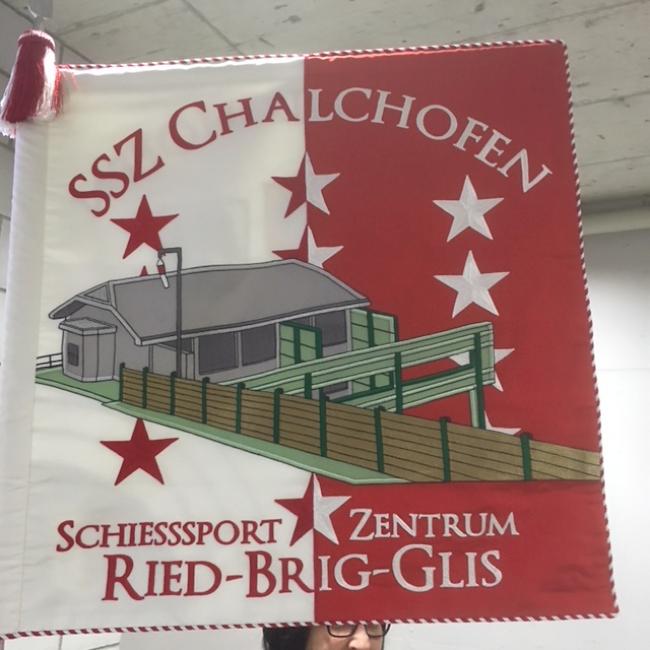 SSZ CHALCHOFEN
SCHIESSSPORT ZENTRUM
RIED-BRIG-GLIS